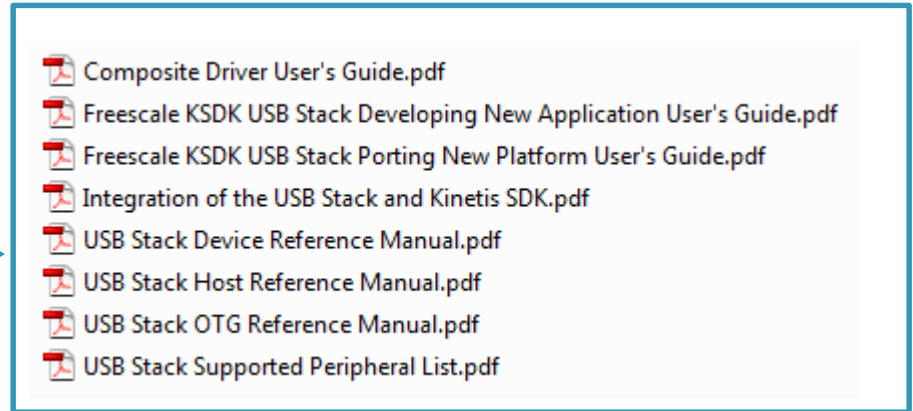 Composite Driver User's Guide.pdf
Freescale KSDK USB Stack Developing New Application User's Guide.pdf
Freescale KSDK USB Stack Porting New Platform User's Guide.pdf
Integration of the USB Stack and Kinetis SDK.pdf
USB Stack Device Reference Manual.pdf
USB Stack Host Reference Manual.pdf
USB Stack OTG Reference Manual.pdf
USB Stack Supported Peripheral List.pdf